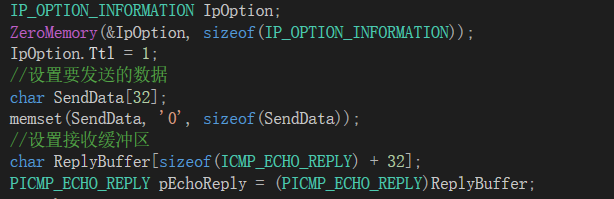 IP_OPTION_INFORMATION IpOption;
ZeroMemory(&IpOption, sizeof(IP_OPTION_INFORMATION));
IpOption.Ttl = 1;
//设置要发送的数据
char SendData[32];
memset(SendData, '0', sizeof(SendData));
//设置接收缓冲区
char ReplyBuffer[sizeof(ICMP_ECHO_REPLY) + 32];
PICMP_ECHO_REPLY pEchoReply = (PICMP_ECHO_REPLY)ReplyBuffer;